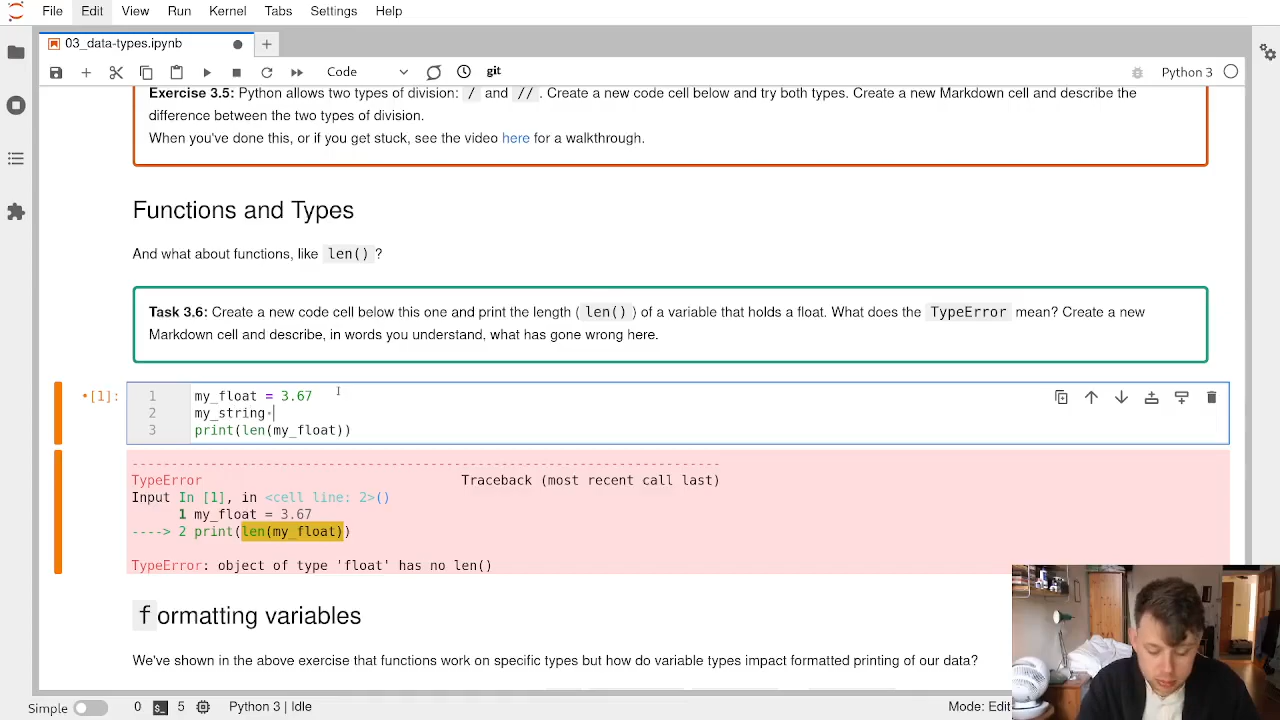 File Edit View Run Kernel Tabs Settings Help
03_data-types.ipynb
Code git Python 3
Exercise 3.5: Python allows two types of division: / and // . Create a new code cell below and try both types. Create a new Markdown cell and describe the
difference between the two types of division.
When you've done this, or if you get stuck, see the video here for a walkthrough.
Functions and Types
And what about functions, like len() ?
Task 3.6: Create a new code cell below this one and print the length ( len() ) of a variable that holds a float. What does the TypeError mean? Create a new
Markdown cell and describe, in words you understand, what has gone wrong here.
[1]: 1 my_float = 3.67
2 my_string
3 print(len(my_float))
---------------------------------------------------------------------------
TypeError Traceback (most recent call last)
Input In [1], in <cell line: 2>()
1 my_float = 3.67
----> 2 print(len(my_float))
TypeError: object of type 'float' has no len()
formatting variables
We've shown in the above exercise that functions work on specific types but how do variable types impact formatted printing of our data?
Simple 0 5 Python 3 | Idle Mode: Edi